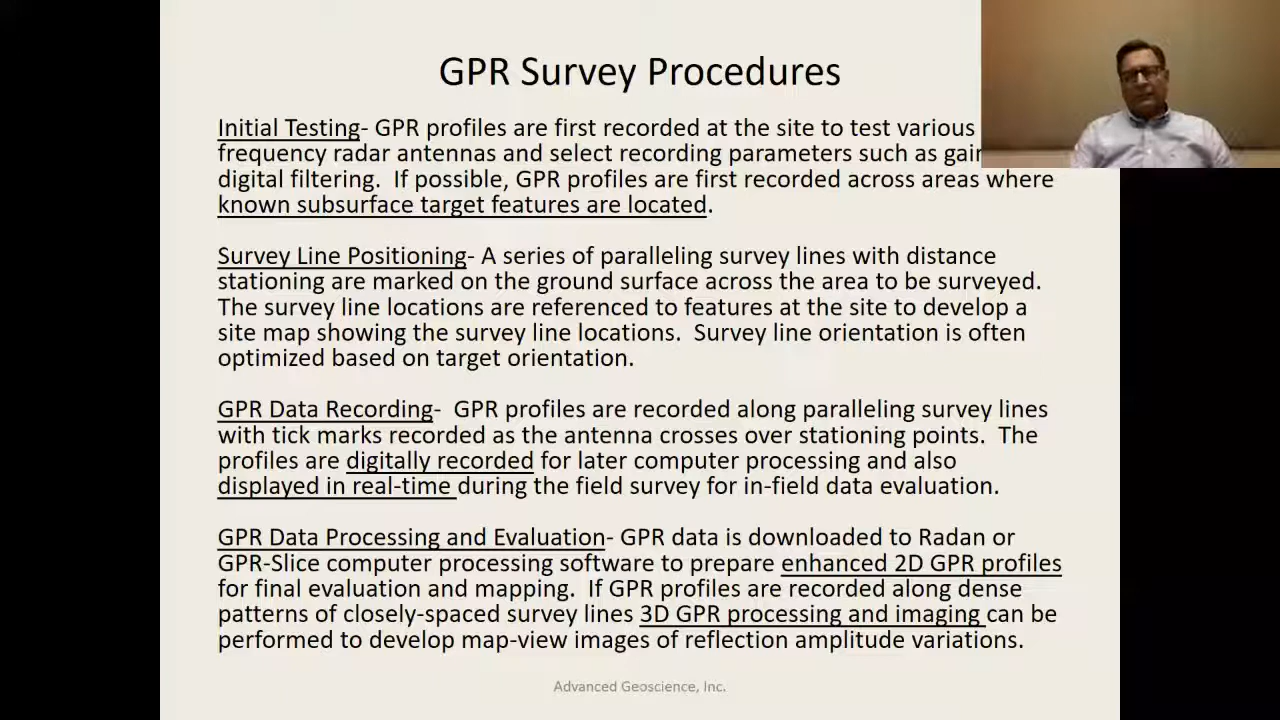 GPR Survey Procedures
Initial Testing- GPR profiles are first recorded at the site to test various
frequency radar antennas and select recording parameters such as
digital filtering.  If possible, GPR profiles are first recorded across areas where
known subsurface target features are located.
Survey Line Positioning- A series of paralleling survey lines with distance
stationing are marked on the ground surface across the area to be surveyed.
The survey line locations are referenced to features at the site to develop a
site map showing the survey line locations.  Survey line orientation is often
optimized based on target orientation.
GPR Data Recording-  GPR profiles are recorded along paralleling survey lines
with tick marks recorded as the antenna crosses over stationing points.  The
profiles are digitally recorded for later computer processing and also
displayed in real-time during the field survey for in-field data evaluation.
GPR Data Processing and Evaluation- GPR data is downloaded to Radan or
GPR-Slice computer processing software to prepare enhanced 2D GPR profiles
for final evaluation and mapping.  If GPR profiles are recorded along dense
patterns of closely-spaced survey lines 3D GPR processing and imaging can be
performed to develop map-view images of reflection amplitude variations.
Advanced Geoscience, Inc.